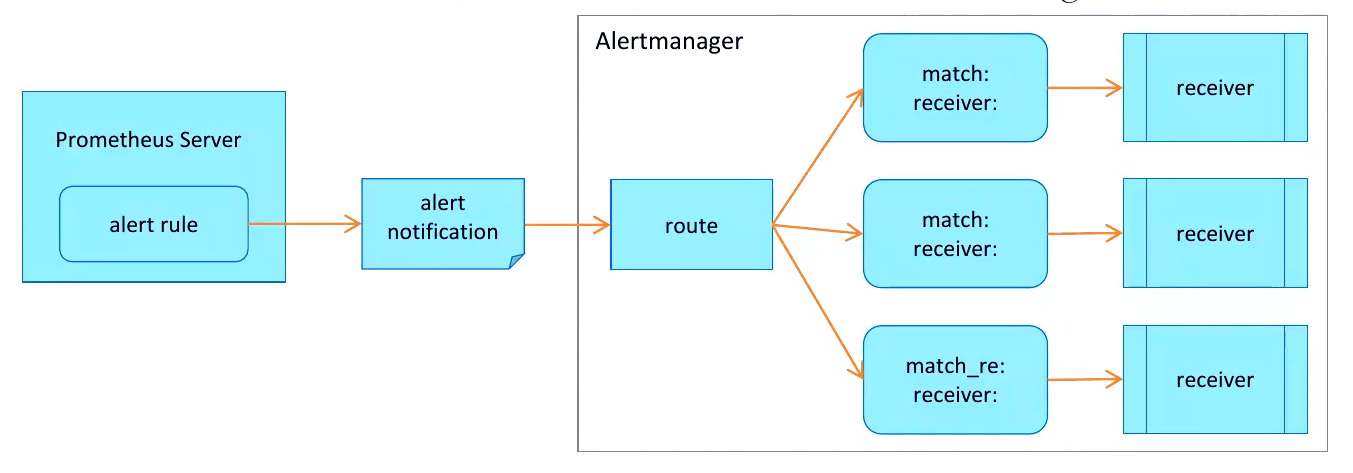 Alertmanager
Prometheus Server
alert rule
alert
notification
route
match:
receiver:
receiver
match:
receiver:
receiver
match_re:
receiver:
receiver